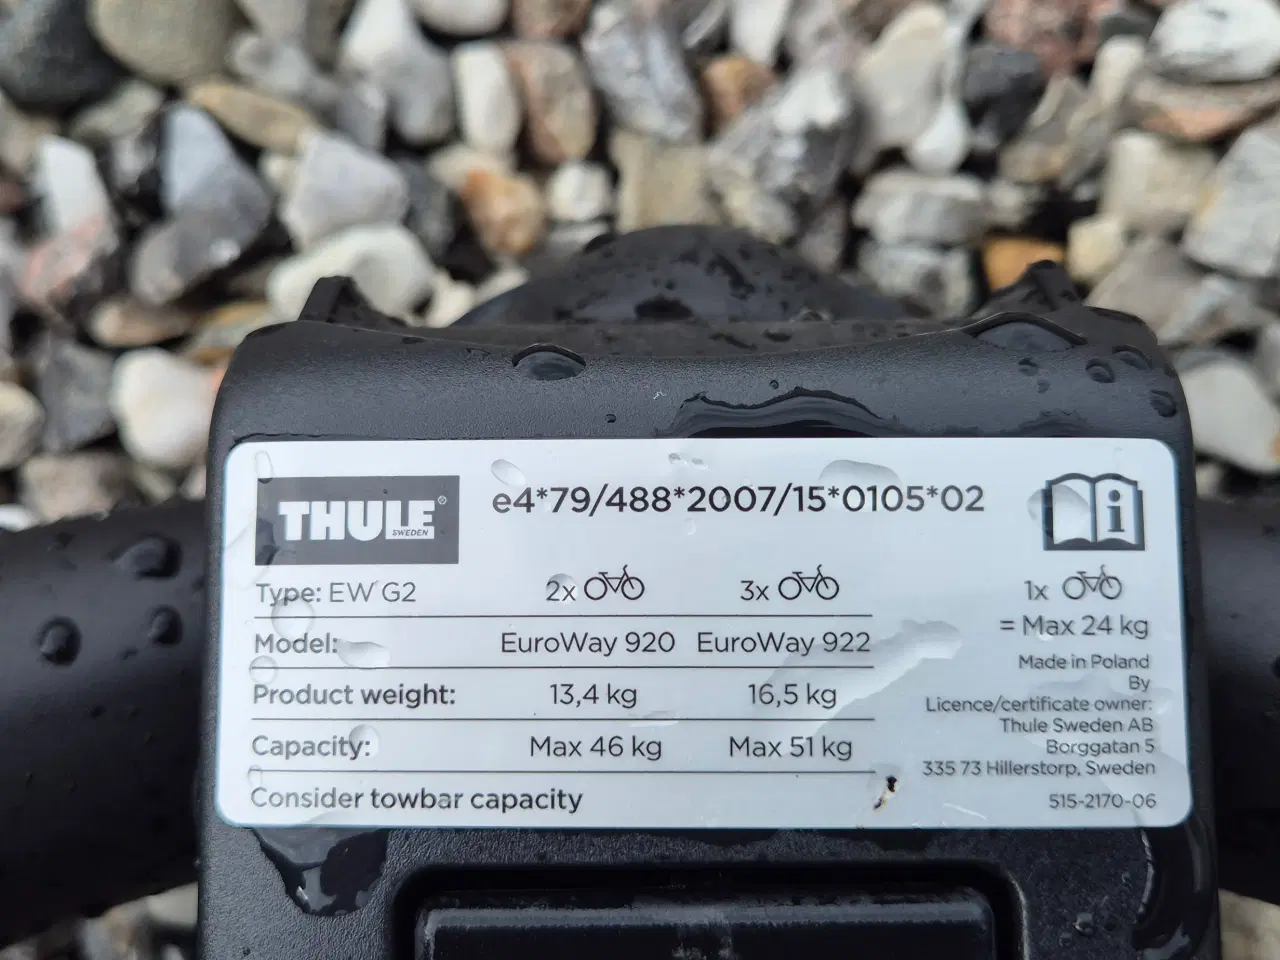 THULE®
SWEDEN
e4*79/488*2007/15*0105*02
i
Type: EW G2 2x 3x
Model: EuroWay 920 EuroWay 922
Product weight: 13,4 kg 16,5 kg
Capacity: Max 46 kg Max 51 kg
Consider towbar capacity
1x
= Max 24 kg
Made in Poland
By
Licence/certificate owner:
Thule Sweden AB
Borggatan 5
335 73 Hillerstorp, Sweden
515-2170-06